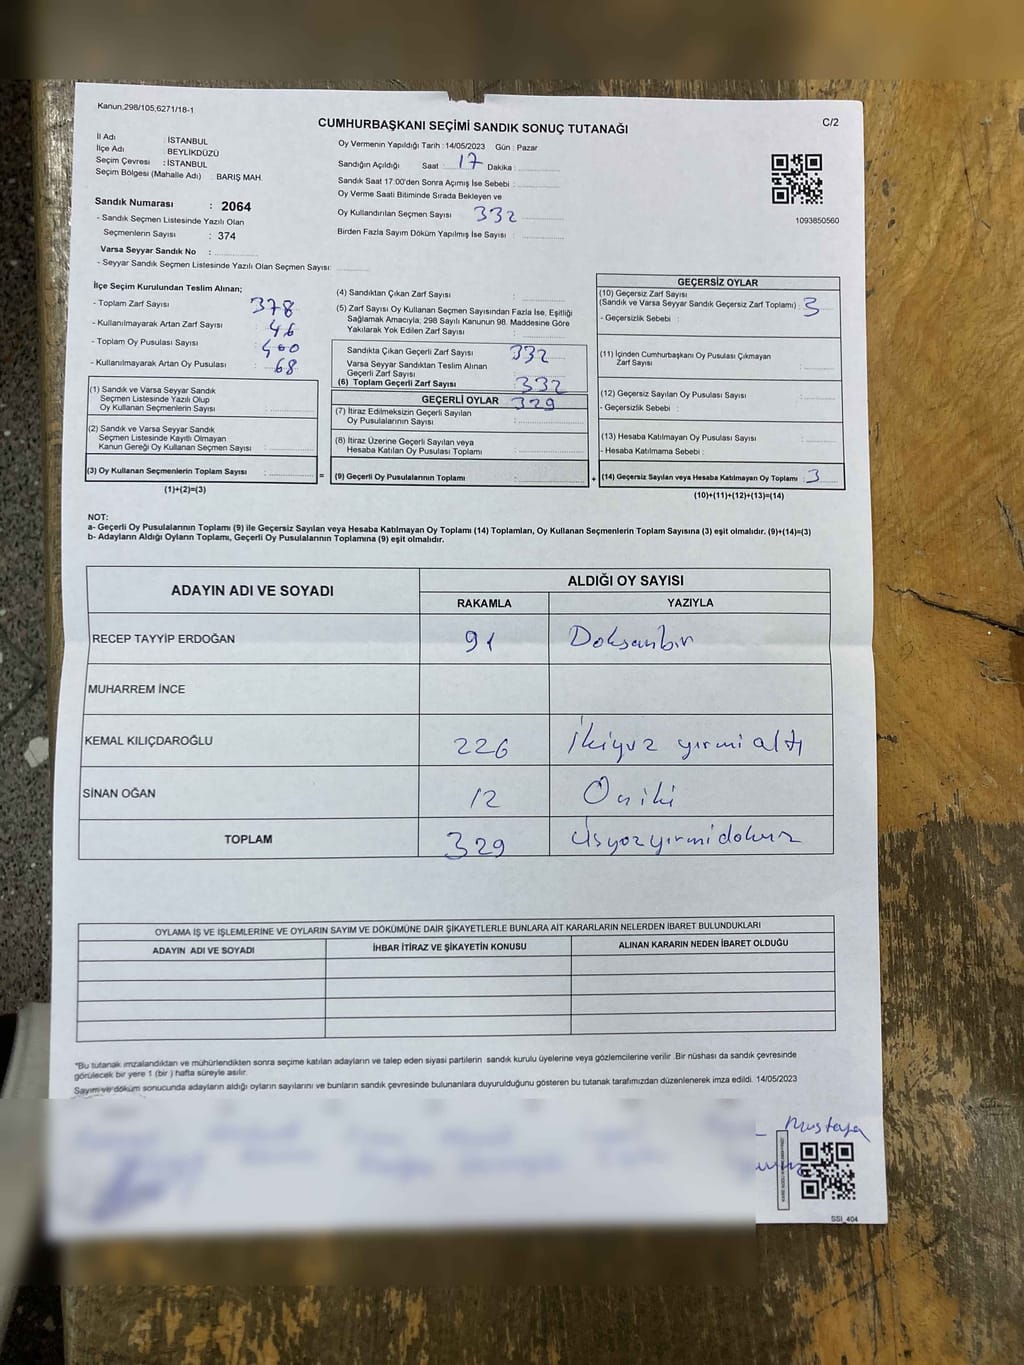 Kanun,298/105,6271/18-1
CUMHURBAŞKANI SEÇİMİ SANDIK SONUÇ TUTANAĞI
C/2
İl Adı : İSTANBUL
İlçe Adı : BEYLİKDÜZÜ
Seçim Çevresi : İSTANBUL
Seçim Bölgesi (Mahalle Adı) : BARIŞ MAH.
Sandık Numarası : 2064
- Sandık Seçmen Listesinde Yazılı Olan
Seçmenlerin Sayısı : 374
Varsa Seyyar Sandık No :
- Seyyar Sandık Seçmen Listesinde Yazılı Olan Seçmen Sayısı:
Oy Vermenin Yapıldığı Tarih : 14/05/2023 Gün : Pazar
Sandığın Açıldığı Saat : 17 Dakika :
Sandık Saat 17:00'den Sonra Açımış İse Sebebi :
Oy Verme Saati Bitiminde Sırada Bekleyen ve
Oy Kullandırılan Seçmen Sayısı 332
Birden Fazla Sayım Döküm Yapılmış İse Sayısı :
1093850560
İlçe Seçim Kurulundan Teslim Alınan;
- Toplam Zarf Sayısı 378
- Kullanılmayarak Artan Zarf Sayısı 46
- Toplam Oy Pusulası Sayısı 400
- Kullanılmayarak Artan Oy Pusulası 68
(1) Sandık ve Varsa Seyyar Sandık
Seçmen Listesinde Yazılı Olup
Oy Kullanan Seçmenlerin Sayısı :
(2) Sandık ve Varsa Seyyar Sandık
Seçmen Listesinde Kayıtlı Olmayan
Kanun Gereği Oy Kullanan Seçmen Sayısı :
(3) Oy Kullanan Seçmenlerin Toplam Sayısı : =
(1)+(2)=(3)
(4) Sandıktan Çıkan Zarf Sayısı :
(5) Zarf Sayısı Oy Kullanan Seçmen Sayısından Fazla İse, Eşitliği
Sağlamak Amacıyla, 298 Sayılı Kanunun 98. Maddesine Göre
Yakılarak Yok Edilen Zarf Sayısı :
Sandıkta Çıkan Geçerli Zarf Sayısı 332
Varsa Seyyar Sandıktan Teslim Alınan
Geçerli Zarf Sayısı :
(6) Toplam Geçerli Zarf Sayısı 332
GEÇERLİ OYLAR 329
(7) İtiraz Edilmeksizin Geçerli Sayılan
Oy Pusulalarının Sayısı :
(8) İtiraz Üzerine Geçerli Sayılan veya
Hesaba Katılan Oy Pusulası Toplamı :
(9) Geçerli Oy Pusulalarının Toplamı : +
GEÇERSİZ OYLAR
(10) Geçersiz Zarf Sayısı
(Sandık ve Varsa Seyyar Sandık Geçersiz Zarf Toplamı) : 3
- Geçersizlik Sebebi :
(11) İçinden Cumhurbaşkanı Oy Pusulası Çıkmayan
Zarf Sayısı :
(12) Geçersiz Sayılan Oy Pusulası Sayısı :
- Geçersizlik Sebebi :
(13) Hesaba Katılmayan Oy Pusulası Sayısı :
- Hesaba Katılmama Sebebi :
(14) Geçersiz Sayılan veya Hesaba Katılmayan Oy Toplamı : 3
(10)+(11)+(12)+(13)=(14)
NOT:
a- Geçerli Oy Pusulalarının Toplamı (9) ile Geçersiz Sayılan veya Hesaba Katılmayan Oy Toplamı (14) Toplamları, Oy Kullanan Seçmenlerin Toplam Sayısına (3) eşit olmalıdır. (9)+(14)=(3)
b- Adayların Aldığı Oyların Toplamı, Geçerli Oy Pusulalarının Toplamına (9) eşit olmalıdır.
ADAYIN ADI VE SOYADI
ALDIĞI OY SAYISI
RAKAMLA YAZIYLA
RECEP TAYYİP ERDOĞAN 91 Doksanbir
MUHARREM İNCE
KEMAL KILIÇDAROĞLU 226 İkiyuz yirmi altı
SİNAN OĞAN 12 Oniki
TOPLAM 329 Üsyozyirmidokuz
OYLAMA İŞ VE İŞLEMLERİNE VE OYLARIN SAYIM VE DÖKÜMÜNE DAİR ŞİKAYETLERLE BUNLARA AİT KARARLARIN NELERDEN İBARET BULUNDUKLARI
ADAYIN ADI VE SOYADI İHBAR İTİRAZ VE ŞİKAYETİN KONUSU ALINAN KARARIN NEDEN İBARET OLDUĞU
*Bu tutanak imzalandıktan ve mühürlendikten sonra seçime katılan adayların ve talep eden siyasi partilerin sandık kurulu üyelerine veya gözlemcilerine verilir .Bir nüshası da sandık çevresinde
görülecek bir yere 1 (bir ) hafta süreyle asılır.
Sayım ve döküm sonucunda adayların aldığı oyların sayılarını ve bunların sandık çevresinde bulunanlara duyurulduğunu gösteren bu tutanak tarafımızdan düzenlenerek imza edildi. 14/05/2023
Mustafa
SSI_404